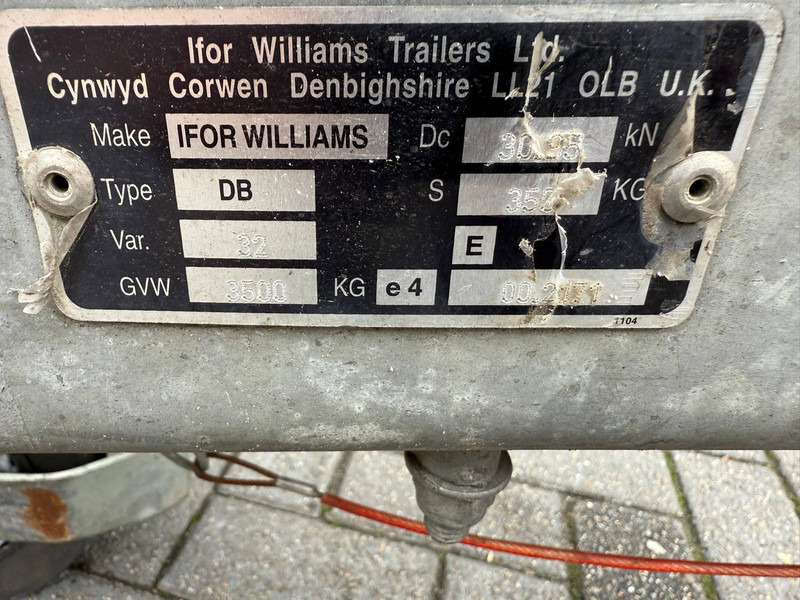 Ifor Williams Trailers Ltd.
Cynwyd Corwen Denbighshire LL21 OLB U.K.
Make IFOR WILLIAMS Dc kN
Type DB S KG
Var. 32 E
GVW 3500 KG e4
1104